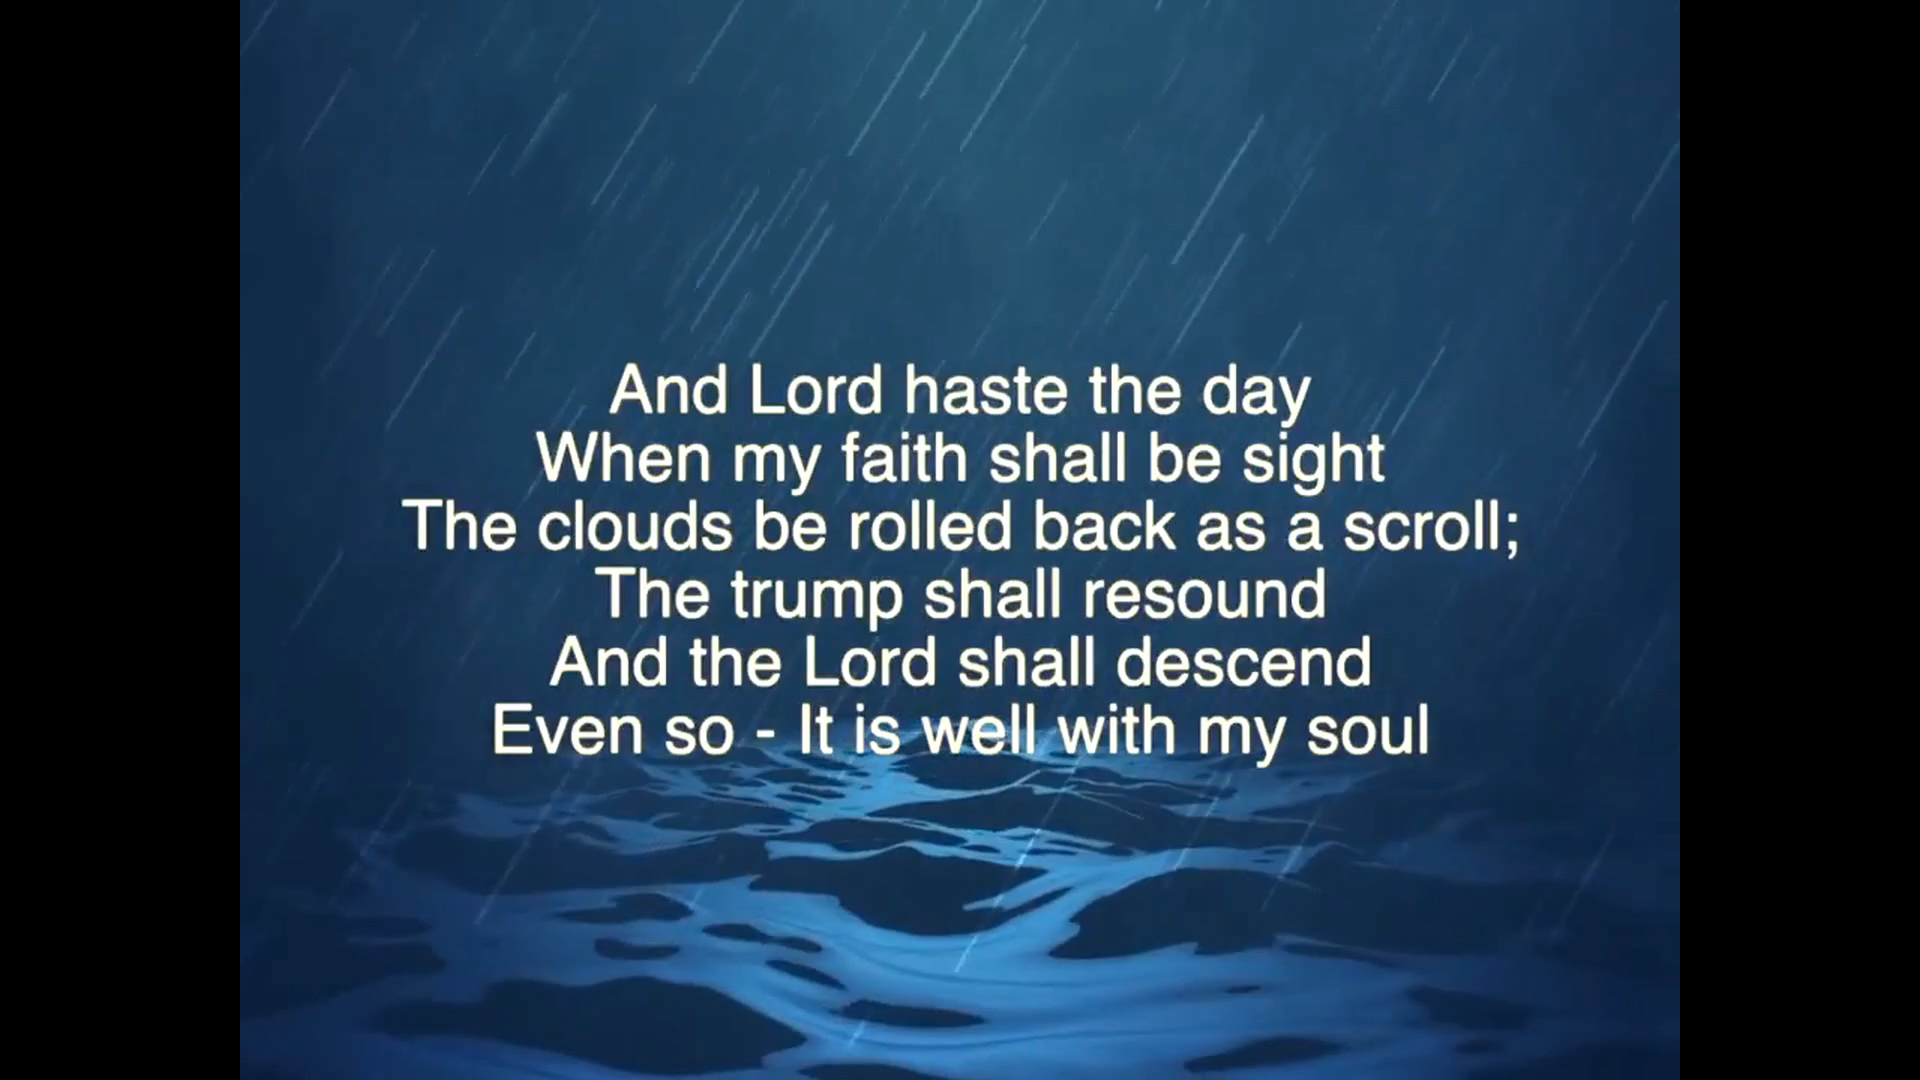 And Lord haste the day
When my faith shall be sight
The clouds be rolled back as a scroll;
The trump shall resound
And the Lord shall descend
Even so - It is well with my soul